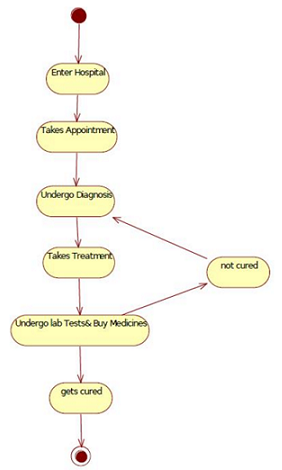 Enter Hospital
Takes Appointment
Undergo Diagnosis
Takes Treatment
not cured
Undergo lab Tests& Buy Medicines
gets cured